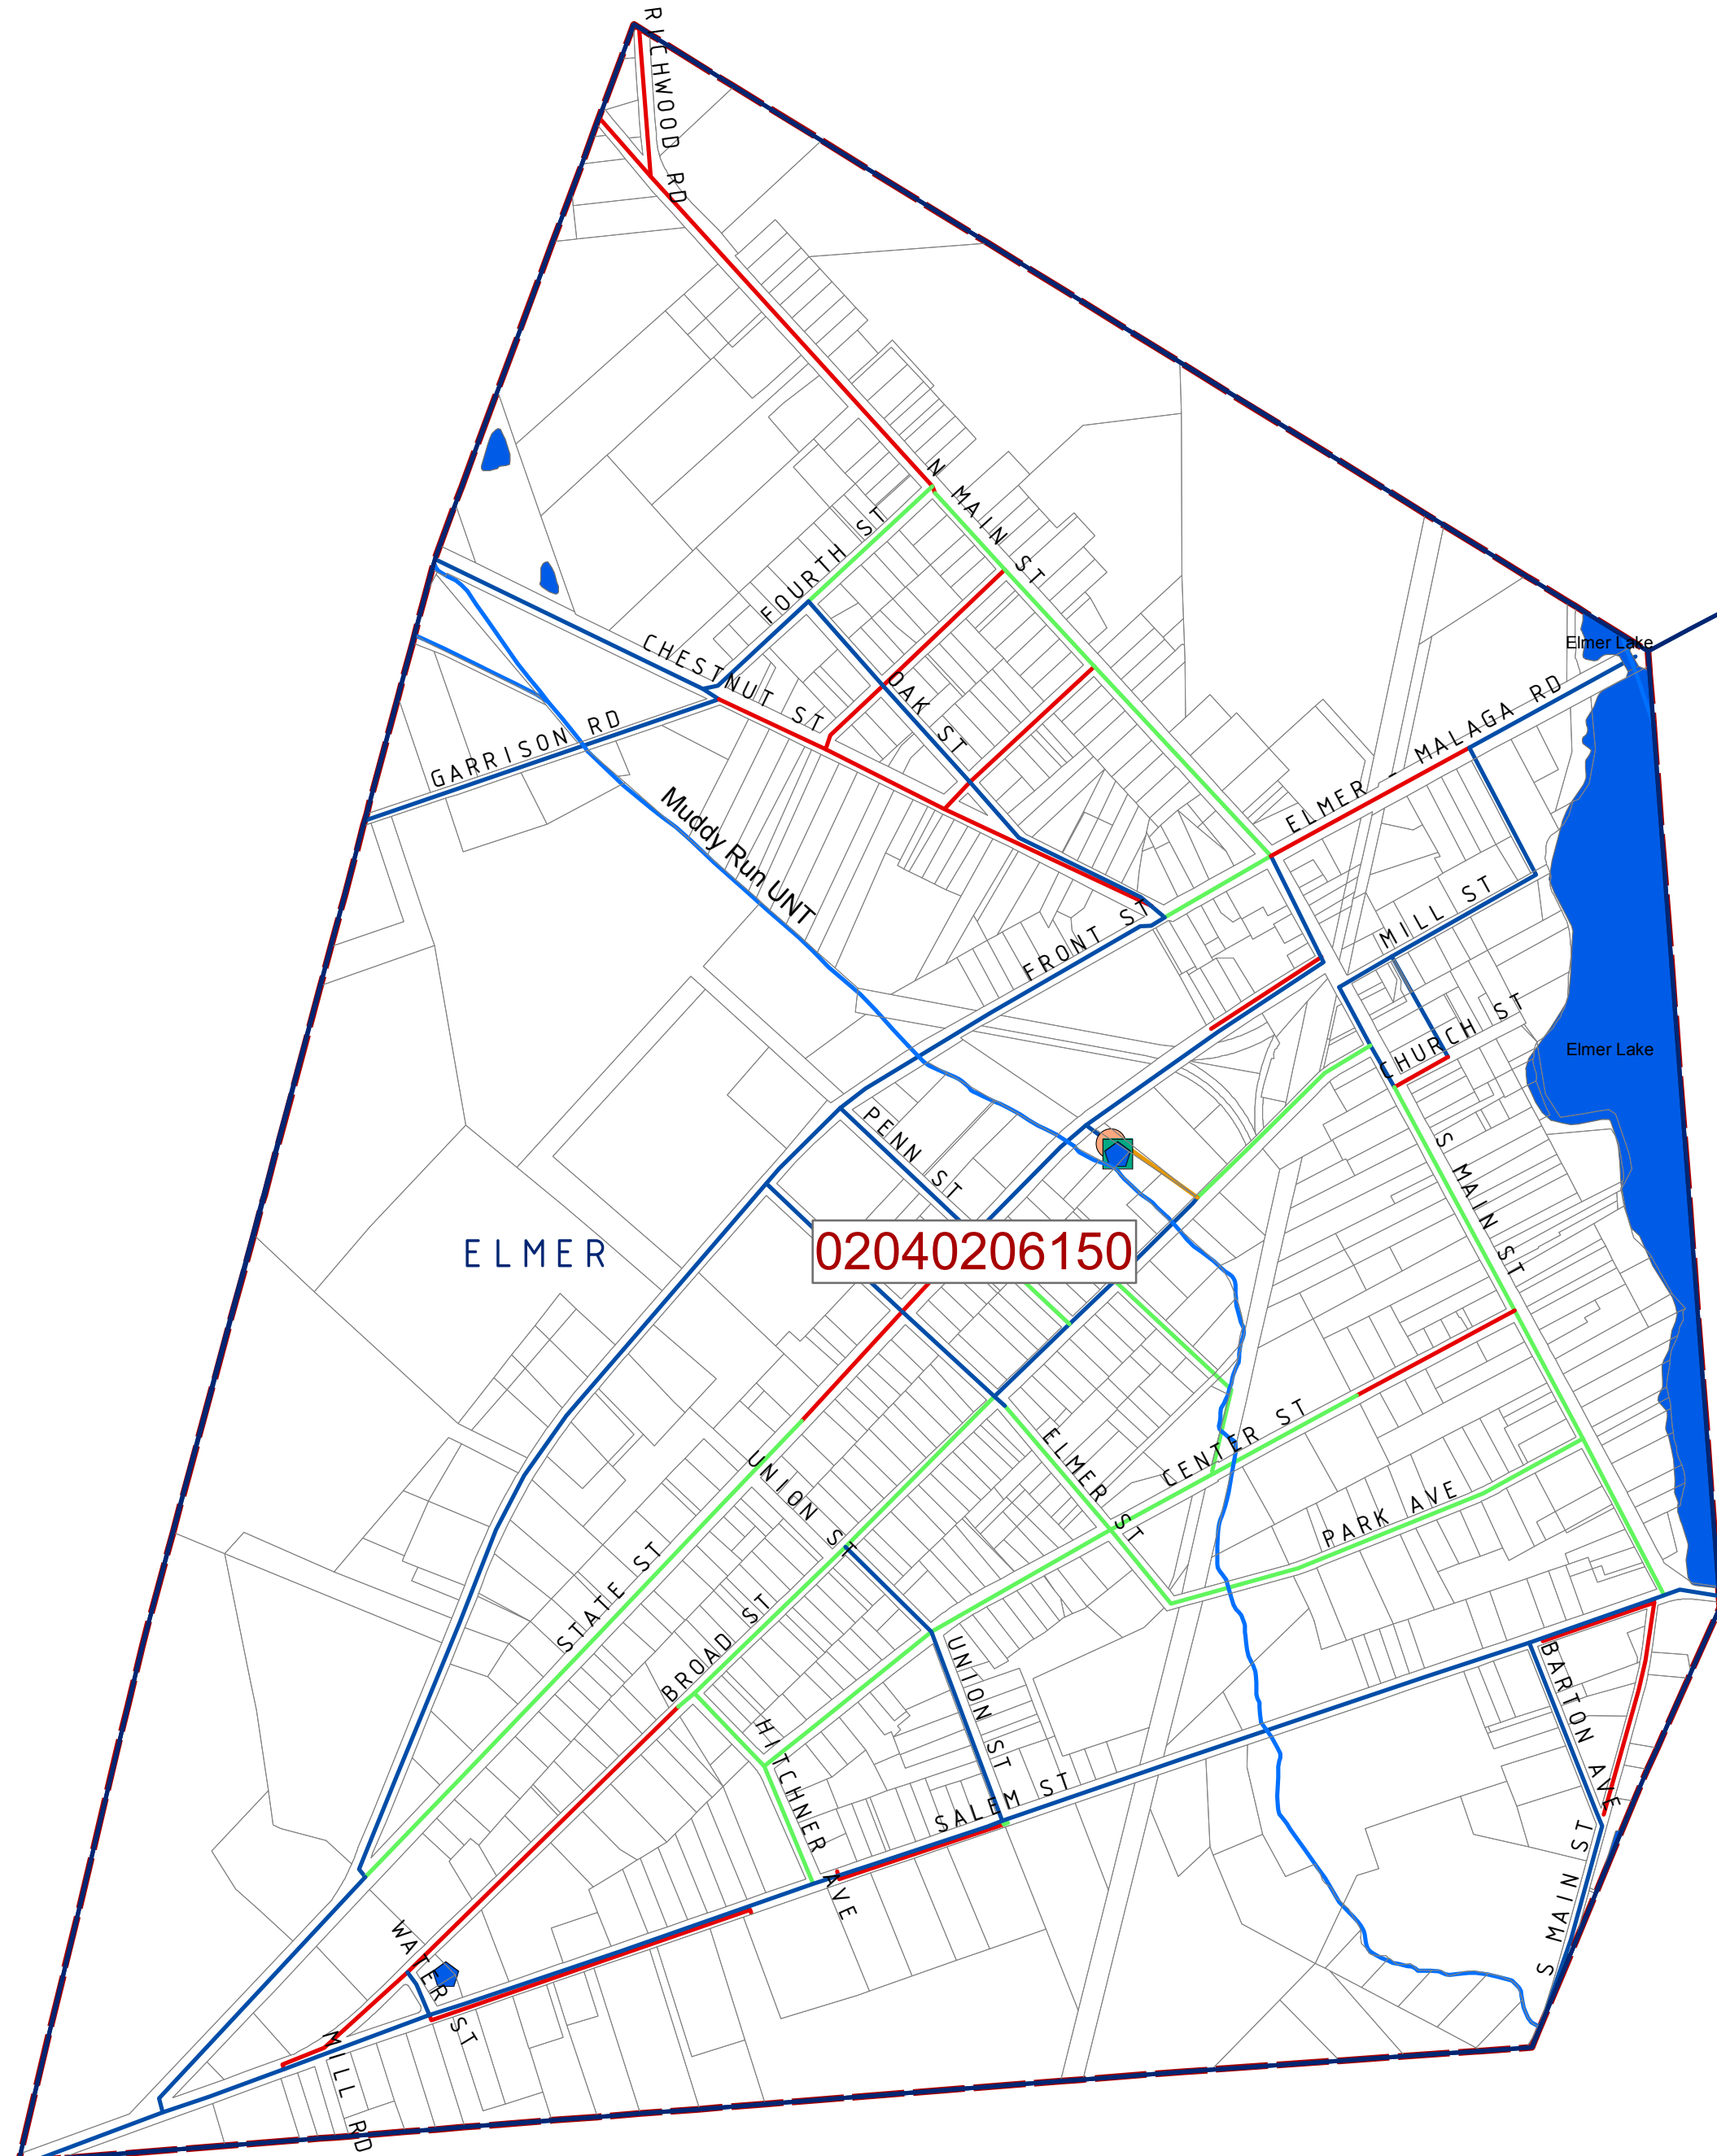 RICHWOOD RD
N MAIN ST
FOURTH ST
CHESTNUT ST
OAK ST
Elmer Lake
ELMER - MALAGA RD
GARRISON RD
Muddy Run UNT
MILL ST
FRONT ST
CHURCH ST
Elmer Lake
PENN ST
S MAIN ST
ELMER
02040206150
CENTER ST
ELMER ST
UNION ST
PARK AVE
STATE ST
BROAD ST
UNION ST
BARTON AVE
HITCHNER AVE
SALEM ST
S MAIN ST
WATER ST
MILL RD